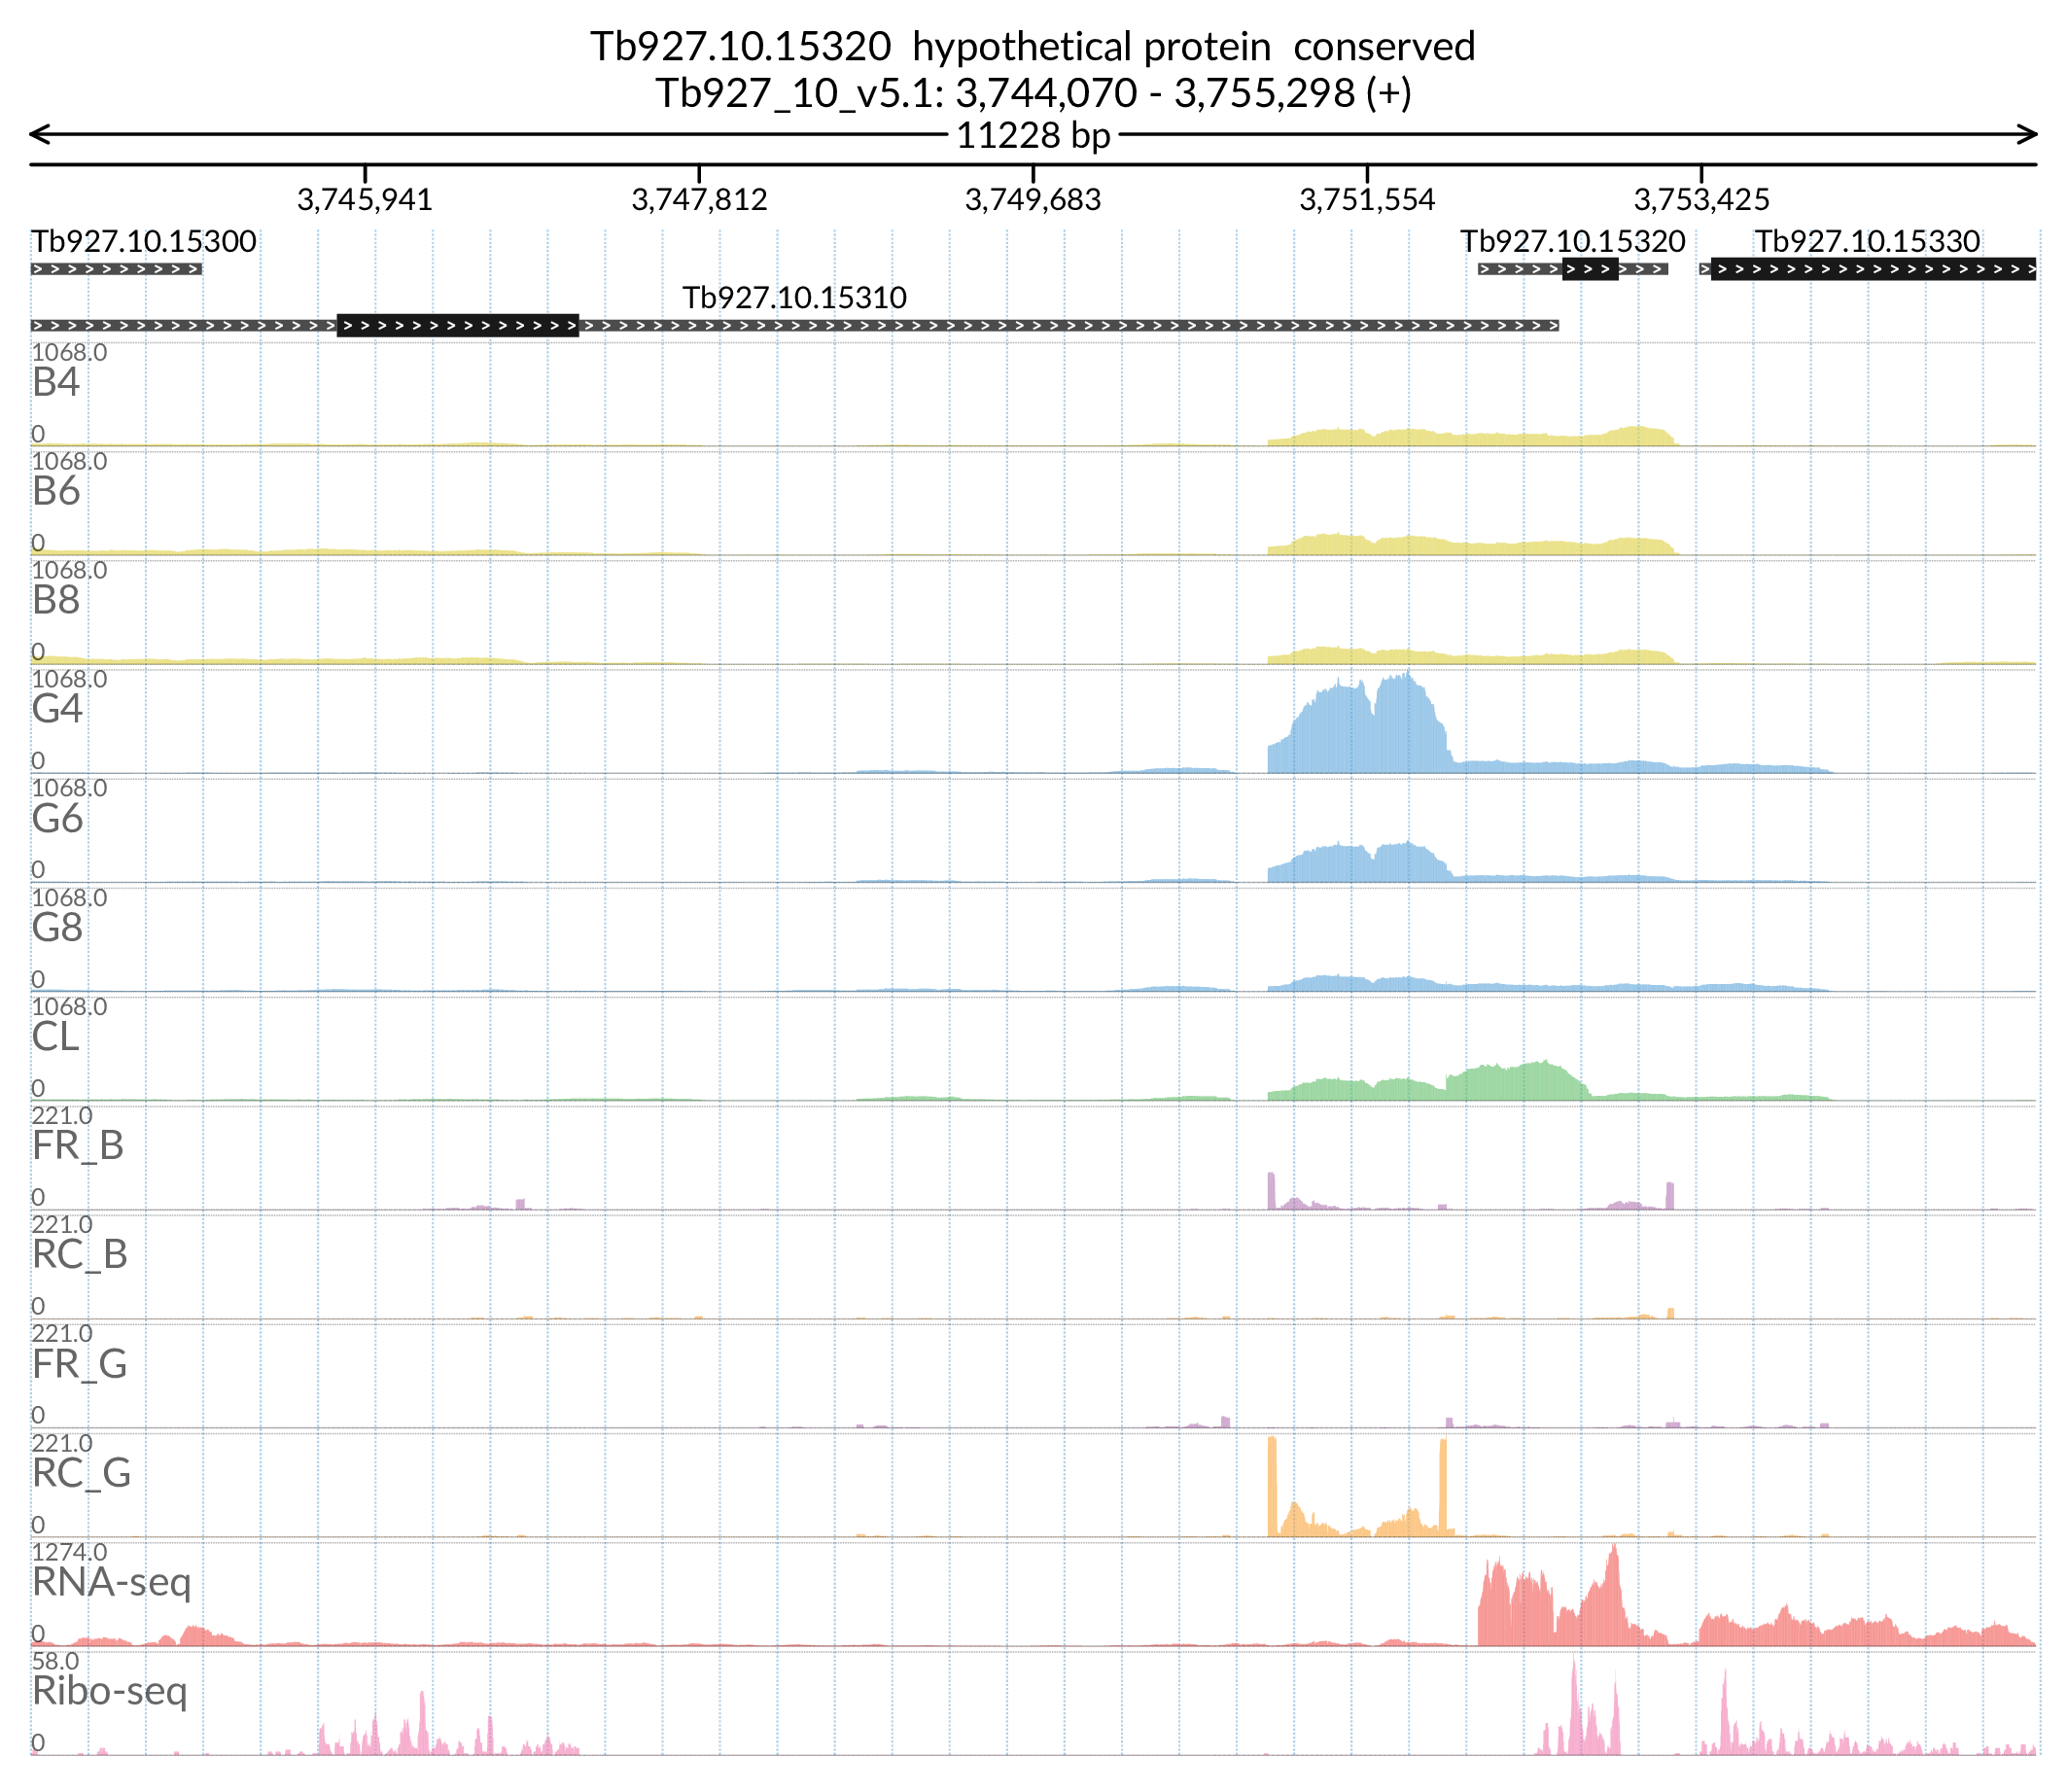 Tb927.10.15320  hypothetical protein  conserved
Tb927_10_v5.1: 3,744,070 - 3,755,298 (+)
11228 bp
3,745,941 3,747,812 3,749,683 3,751,554 3,753,425
Tb927.10.15300 Tb927.10.15320 Tb927.10.15330
Tb927.10.15310
1068.0
B4
0
1068.0
B6
0
1068.0
B8
0
1068.0
G4
0
1068.0
G6
0
1068.0
G8
0
1068.0
CL
0
221.0
FR_B
0
221.0
RC_B
0
221.0
FR_G
0
221.0
RC_G
0
1274.0
RNA-seq
0
58.0
Ribo-seq
0